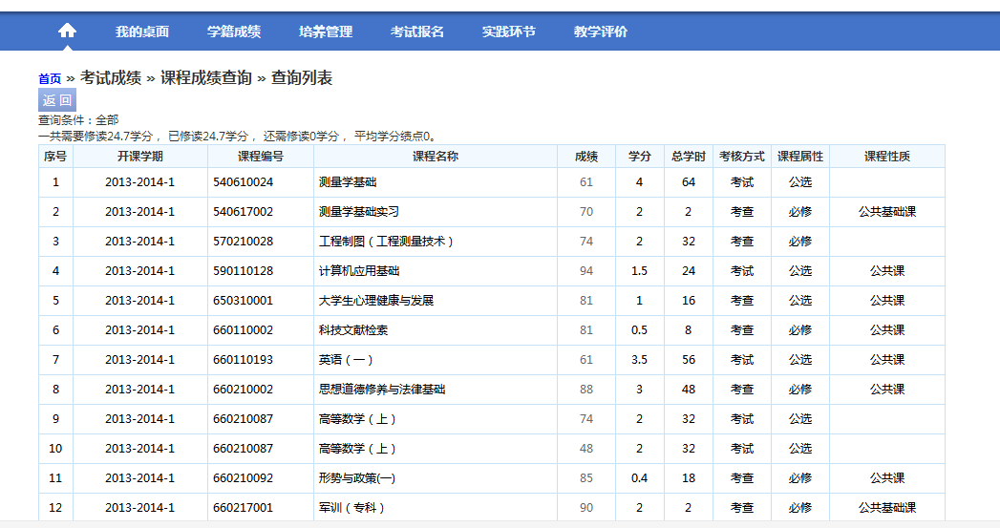 我的桌面 学籍成绩 培养管理 考试报名 实践环节 教学评价
首页 » 考试成绩 » 课程成绩查询 » 查询列表
返 回
查询条件：全部
一共需要修读24.7学分， 已修读24.7学分， 还需修读0学分， 平均学分绩点0。
序号 开课学期 课程编号 课程名称 成绩 学分 总学时 考核方式 课程属性 课程性质
1 2013-2014-1 540610024 测量学基础 61 4 64 考试 公选
2 2013-2014-1 540617002 测量学基础实习 70 2 2 考查 必修 公共基础课
3 2013-2014-1 570210028 工程制图（工程测量技术） 74 2 32 考查 必修
4 2013-2014-1 590110128 计算机应用基础 94 1.5 24 考试 公选 公共课
5 2013-2014-1 650310001 大学生心理健康与发展 81 1 16 考查 公选 公共课
6 2013-2014-1 660110002 科技文献检索 81 0.5 8 考查 必修 公共课
7 2013-2014-1 660110193 英语（一） 61 3.5 56 考试 公选 公共课
8 2013-2014-1 660210002 思想道德修养与法律基础 88 3 48 考查 必修 公共课
9 2013-2014-1 660210087 高等数学（上） 74 2 32 考试 公选
10 2013-2014-1 660210087 高等数学（上） 48 2 32 考试 公选
11 2013-2014-1 660210092 形势与政策(一) 85 0.4 18 考查 必修 公共课
12 2013-2014-1 660217001 军训（专科） 90 2 2 考查 必修 公共基础课